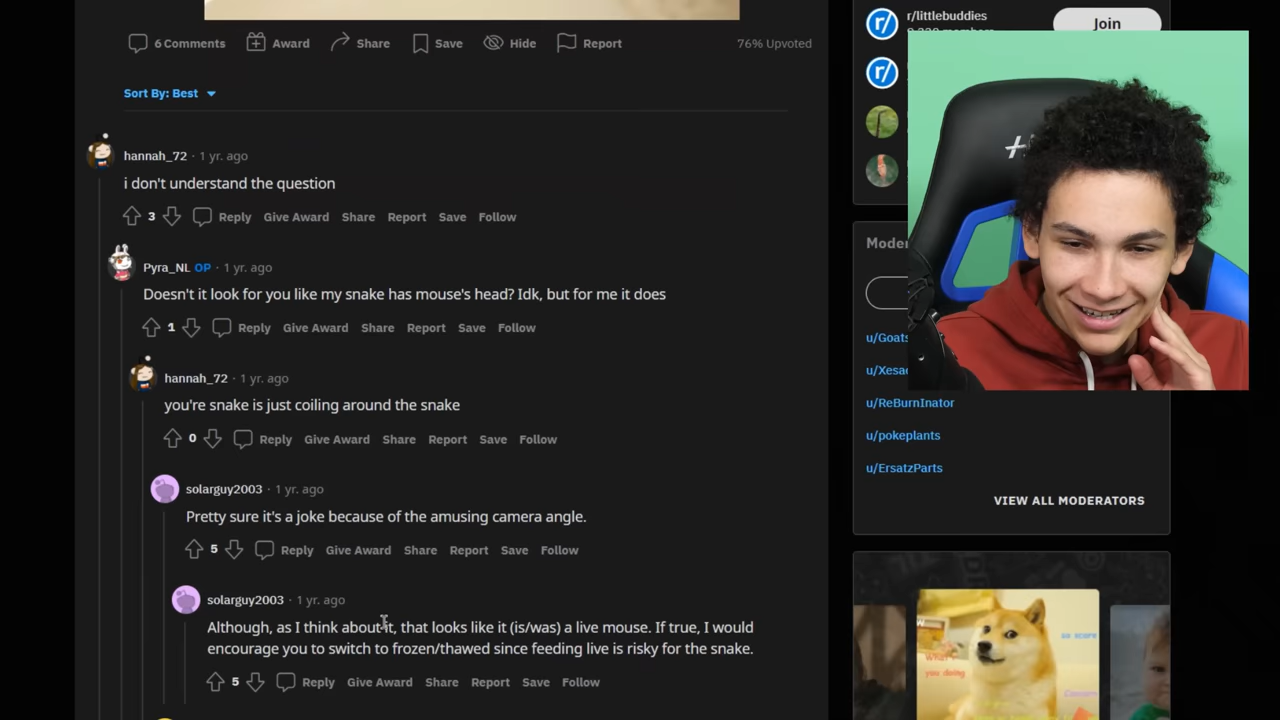 6 Comments Award Share Save Hide Report 76% Upvoted
Sort By: Best
hannah_72 · 1 yr. ago
i don't understand the question
3 Reply Give Award Share Report Save Follow
Pyra_NL OP · 1 yr. ago
Doesn't it look for you like my snake has mouse's head? Idk, but for me it does
1 Reply Give Award Share Report Save Follow
hannah_72 · 1 yr. ago
you're snake is just coiling around the snake
0 Reply Give Award Share Report Save Follow
solarguy2003 · 1 yr. ago
Pretty sure it's a joke because of the amusing camera angle.
5 Reply Give Award Share Report Save Follow
solarguy2003 · 1 yr. ago
Although, as I think about it, that looks like it (is/was) a live mouse. If true, I would
encourage you to switch to frozen/thawed since feeding live is risky for the snake.
5 Reply Give Award Share Report Save Follow
r/littlebuddies
Join
r/
r/
u/ReBurnInator
u/pokeplants
u/ErsatzParts
VIEW ALL MODERATORS